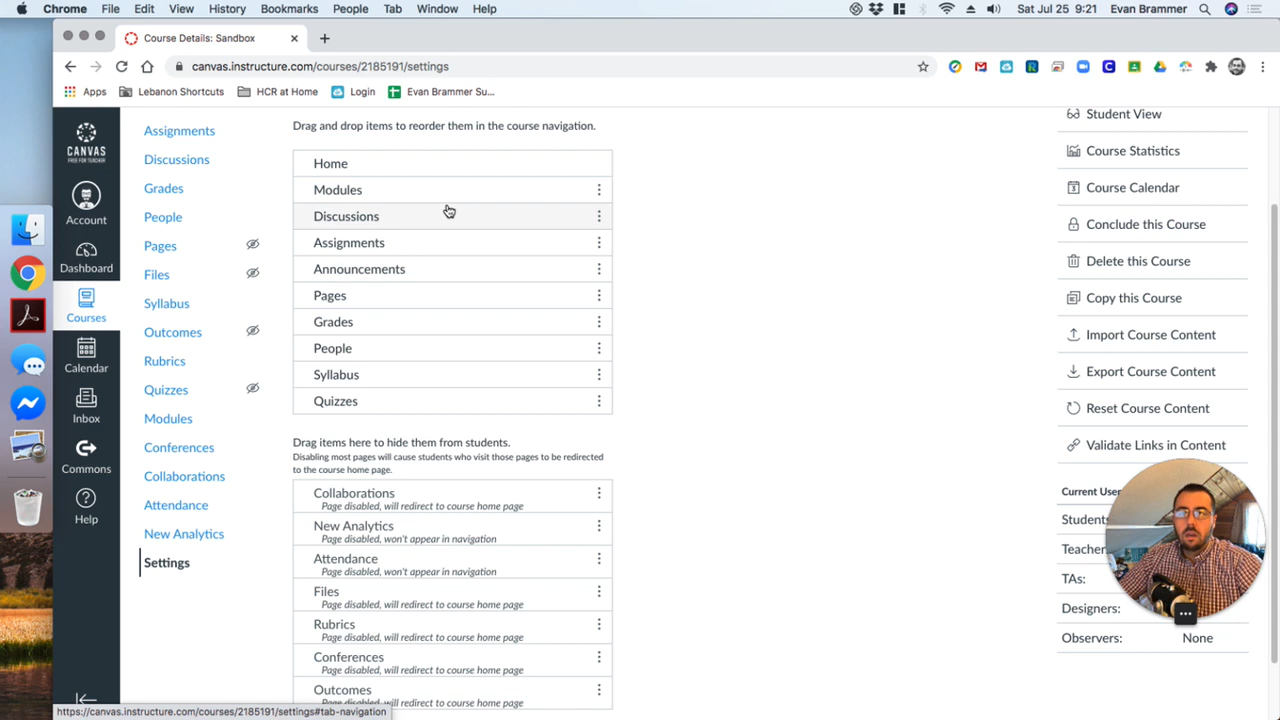 Chrome File Edit View History Bookmarks People Tab Window Help Sat Jul 25 9:21 Evan Brammer
Course Details: Sandbox
canvas.instructure.com/courses/2185191/settings
Apps Lebanon Shortcuts HCR at Home Login Evan Brammer Su...
CANVAS
FREE FOR TEACHER
Account
Dashboard
Courses
Calendar
Inbox
Commons
Help
Assignments
Discussions
Grades
People
Pages
Files
Syllabus
Outcomes
Rubrics
Quizzes
Modules
Conferences
Collaborations
Attendance
New Analytics
Settings
Drag and drop items to reorder them in the course navigation.
Home
Modules
Discussions
Assignments
Announcements
Pages
Grades
People
Syllabus
Quizzes
Drag items here to hide them from students.
Disabling most pages will cause students who visit those pages to be redirected
to the course home page.
Collaborations
Page disabled, will redirect to course home page
New Analytics
Page disabled, won't appear in navigation
Attendance
Page disabled, won't appear in navigation
Files
Page disabled, will redirect to course home page
Rubrics
Page disabled, will redirect to course home page
Conferences
Page disabled, will redirect to course home page
Outcomes
Page disabled, will redirect to course home page
Student View
Course Statistics
Course Calendar
Conclude this Course
Delete this Course
Copy this Course
Import Course Content
Export Course Content
Reset Course Content
Validate Links in Content
Current User
Students
Teacher
TAs:
Designers:
Observers: None
https://canvas.instructure.com/courses/2185191/settings#tab-navigation